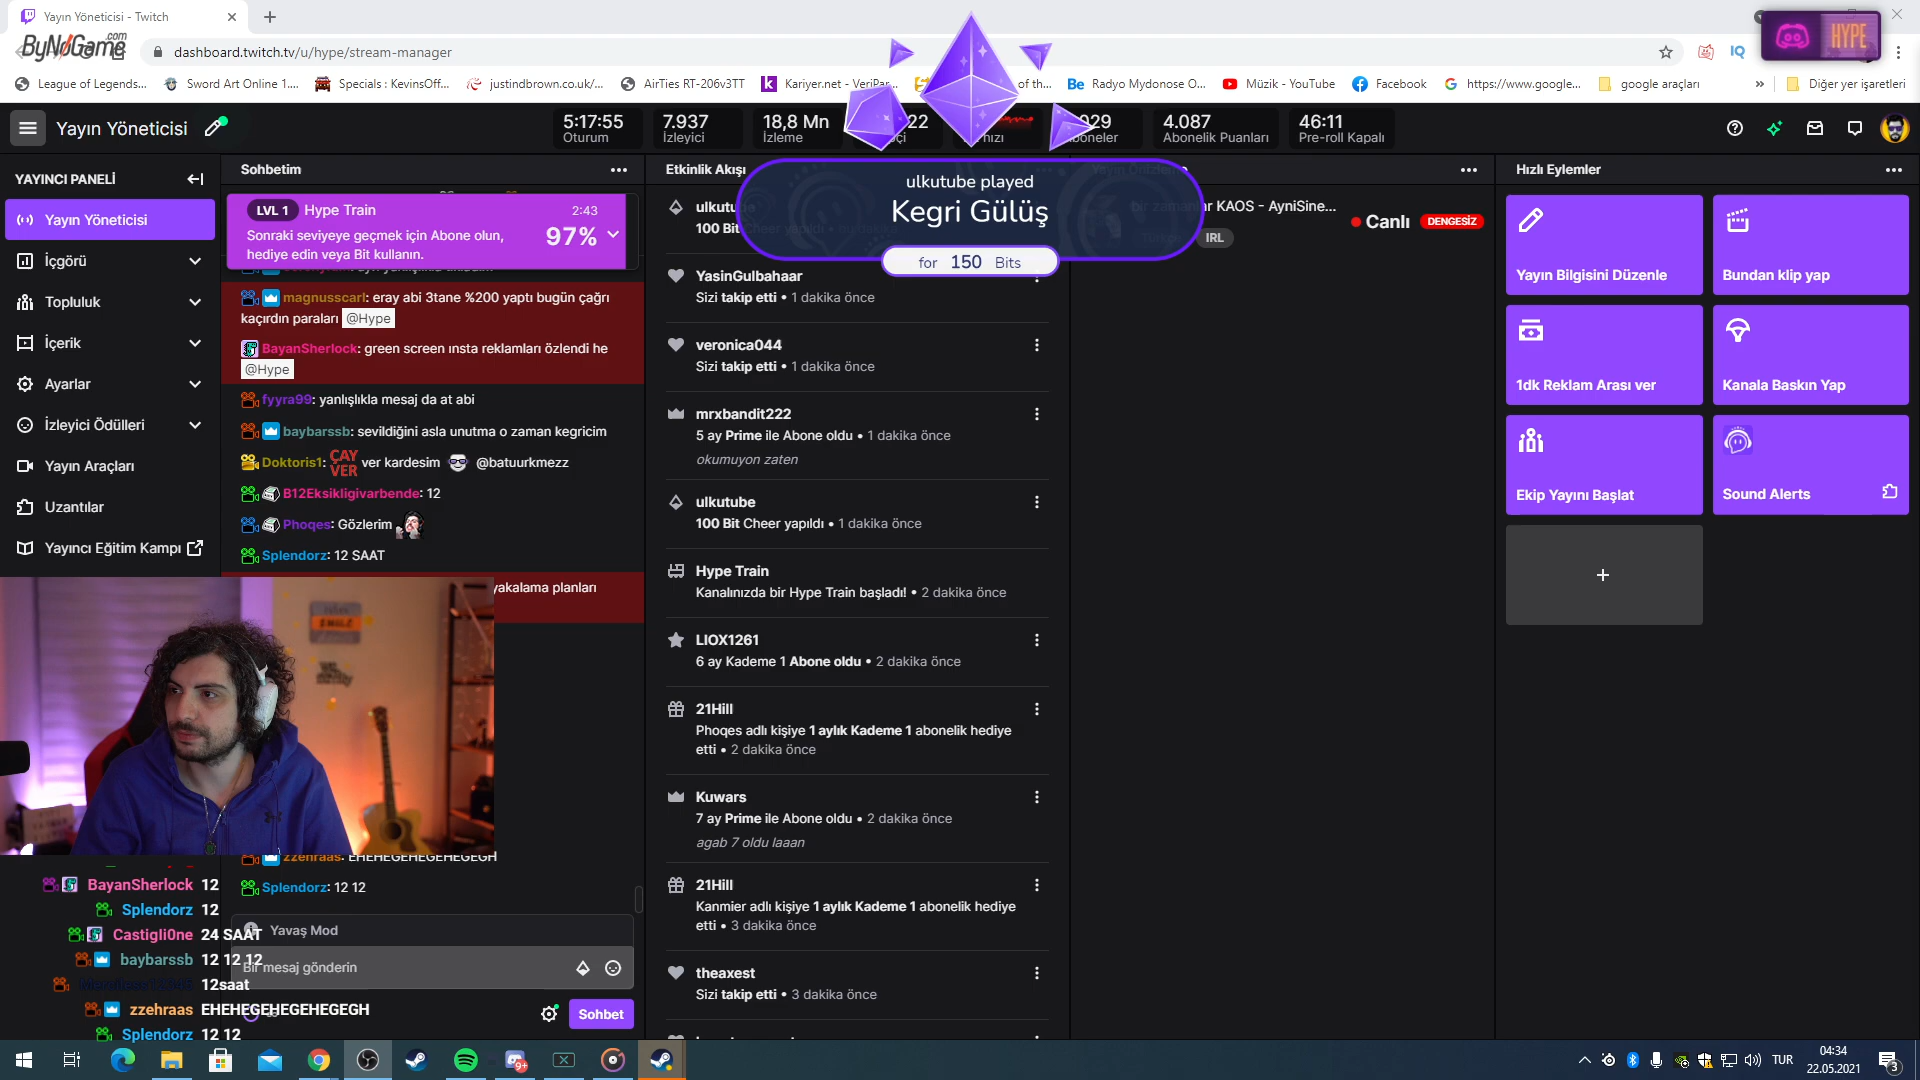 Yayın Yöneticisi - Twitch
ByNoGame.com
dashboard.twitch.tv/u/hype/stream-manager
IQ
HYPE
League of Legends...
Sword Art Online 1....
Specials : KevinsOff...
justindbrown.co.uk/...
AirTies RT-206v3TT
Kariyer.net - VeriPar...
of th...
Radyo Mydonose O...
Müzik - YouTube
Facebook
https://www.google...
google araçları
»
Diğer yer işaretleri
Yayın Yöneticisi
5:17:55
Oturum
7.937
İzleyici
18,8 Mn
İzleme
22
029
4.087
Abonelik Puanları
46:11
Pre-roll Kapalı
YAYINCI PANELİ
Yayın Yöneticisi
İçgörü
Topluluk
İçerik
Ayarlar
İzleyici Ödülleri
Yayın Araçları
Uzantılar
Yayıncı Eğitim Kampı
Sohbetim
LVL 1 Hype Train 2:43
Sonraki seviyeye geçmek için Abone olun,
hediye edin veya Bit kullanın.
97%
magnusscarl: eray abi 3tane %200 yaptı bugün çağrı
kaçırdın paraları @Hype
BayanSherlock: green screen ınsta reklamları özlendi he
@Hype
fyyra99: yanlışlıkla mesaj da at abi
baybarssb: sevildiğini asla unutma o zaman kegricim
Doktoris1: ÇAY VER ver kardesim @batuurkmezz
B12Eksikligivarbende: 12
Phoqes: Gözlerim
Splendorz: 12 SAAT
yakalama planları
zzehraas: EHEHEGEHEGEHEGEGH
Splendorz: 12 12
Yavaş Mod
Bir mesaj gönderin
Sohbet
BayanSherlock 12
Splendorz 12
Castigli0ne 24 SAAT
baybarssb 12 12 12
12saat
zzehraas EHEHEGEHEGEHEGEGH
Splendorz 12 12
Etkinlik Akışı
ulkutube played
Kegri Gülüş
for 150 Bits
100 Bit
YasinGulbahaar
Sizi takip etti • 1 dakika önce
veronica044
Sizi takip etti • 1 dakika önce
mrxbandit222
5 ay Prime ile Abone oldu • 1 dakika önce
okumuyon zaten
ulkutube
100 Bit Cheer yapıldı • 1 dakika önce
Hype Train
Kanalınızda bir Hype Train başladı! • 2 dakika önce
LIOX1261
6 ay Kademe 1 Abone oldu • 2 dakika önce
21Hill
Phoqes adlı kişiye 1 aylık Kademe 1 abonelik hediye
etti • 2 dakika önce
Kuwars
7 ay Prime ile Abone oldu • 2 dakika önce
agab 7 oldu laaan
21Hill
Kanmier adlı kişiye 1 aylık Kademe 1 abonelik hediye
etti • 3 dakika önce
theaxest
Sizi takip etti • 3 dakika önce
bir zamanlar KAOS - AyniSine...
IRL
Canlı
DENGESİZ
Hızlı Eylemler
Yayın Bilgisini Düzenle
Bundan klip yap
1dk Reklam Arası ver
Kanala Baskın Yap
Ekip Yayını Başlat
Sound Alerts
9+
TUR
04:34
22.05.2021
3